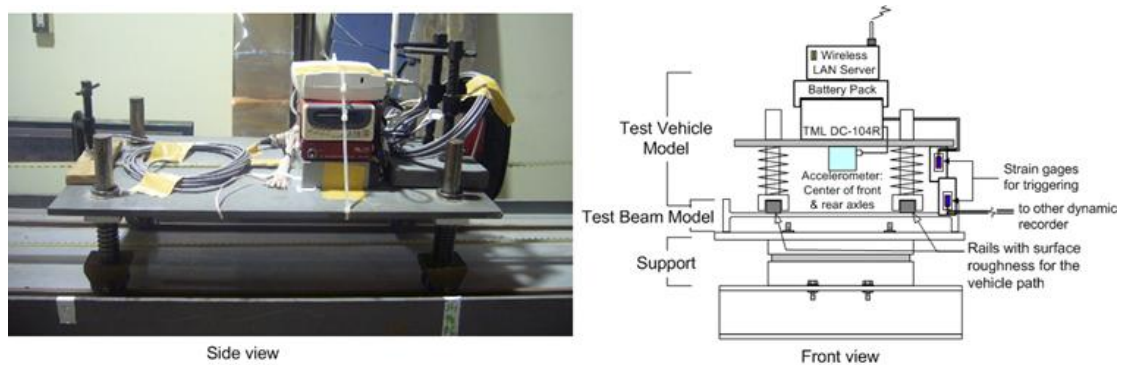 Wireless
LAN Server
Battery Pack
TML DC-104R
Test Vehicle
Model
Accelerometer:
Center of front
& rear axles
Strain gages
for triggering
Test Beam Model
to other dynamic
recorder
Support
Rails with surface
roughness for the
vehicle path
Side view
Front view